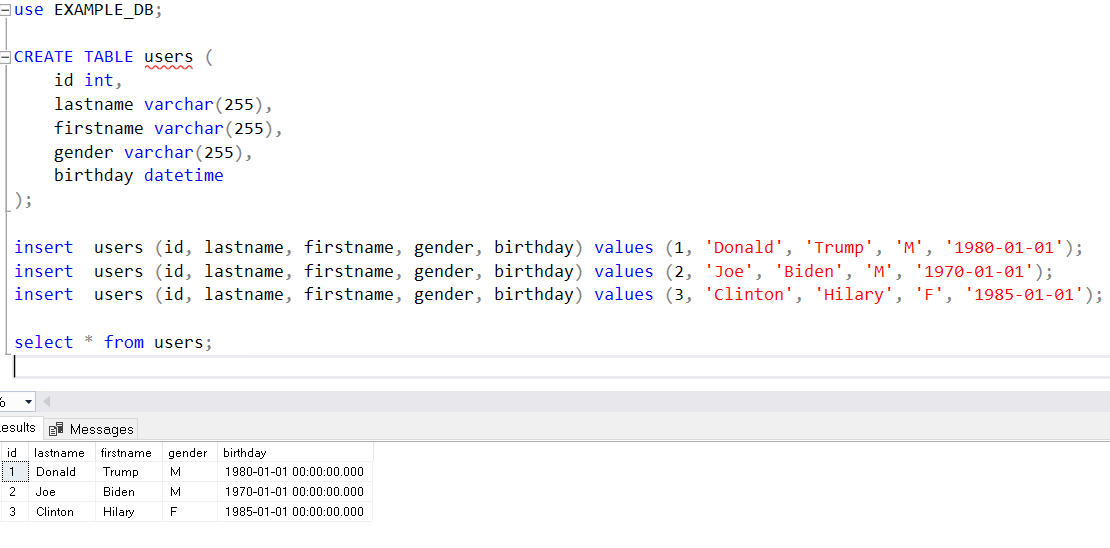 use EXAMPLE_DB;
CREATE TABLE users (
id int,
lastname varchar(255),
firstname varchar(255),
gender varchar(255),
birthday datetime
);
insert  users (id, lastname, firstname, gender, birthday) values (1, 'Donald', 'Trump', 'M', '1980-01-01');
insert  users (id, lastname, firstname, gender, birthday) values (2, 'Joe', 'Biden', 'M', '1970-01-01');
insert  users (id, lastname, firstname, gender, birthday) values (3, 'Clinton', 'Hilary', 'F', '1985-01-01');
select * from users;
%
esults Messages
id lastname firstname gender birthday
1 Donald Trump M 1980-01-01 00:00:00.000
2 Joe Biden M 1970-01-01 00:00:00.000
3 Clinton Hilary F 1985-01-01 00:00:00.000